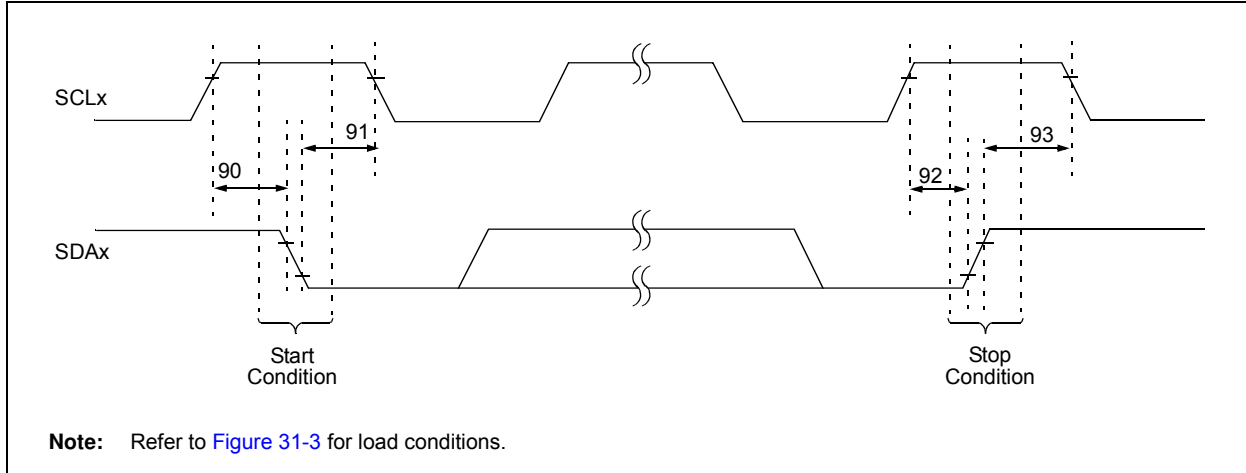 SCLx
91
93
90
92
SDAx
Start
Condition
Stop
Condition
Note: Refer to Figure 31-3 for load conditions.